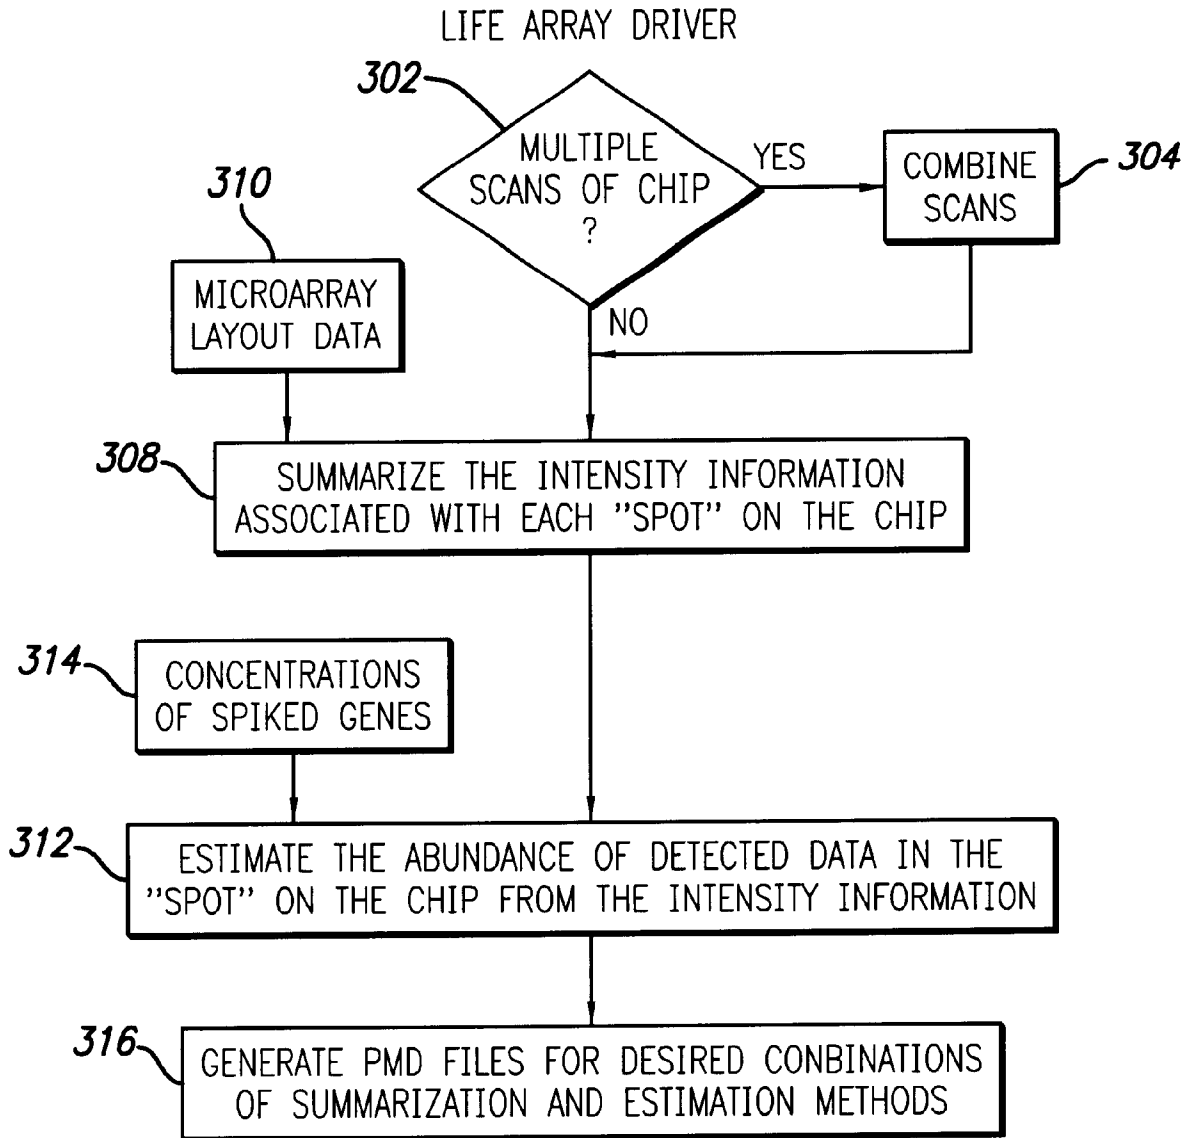 LIFE ARRAY DRIVER
302
MULTIPLE
SCANS OF CHIP
?
YES
COMBINE
SCANS
304
NO
310
MICROARRAY
LAYOUT DATA
308
SUMMARIZE THE INTENSITY INFORMATION
ASSOCIATED WITH EACH "SPOT" ON THE CHIP
314
CONCENTRATIONS
OF SPIKED GENES
312
ESTIMATE THE ABUNDANCE OF DETECTED DATA IN THE
"SPOT" ON THE CHIP FROM THE INTENSITY INFORMATION
316
GENERATE PMD FILES FOR DESIRED CONBINATIONS
OF SUMMARIZATION AND ESTIMATION METHODS